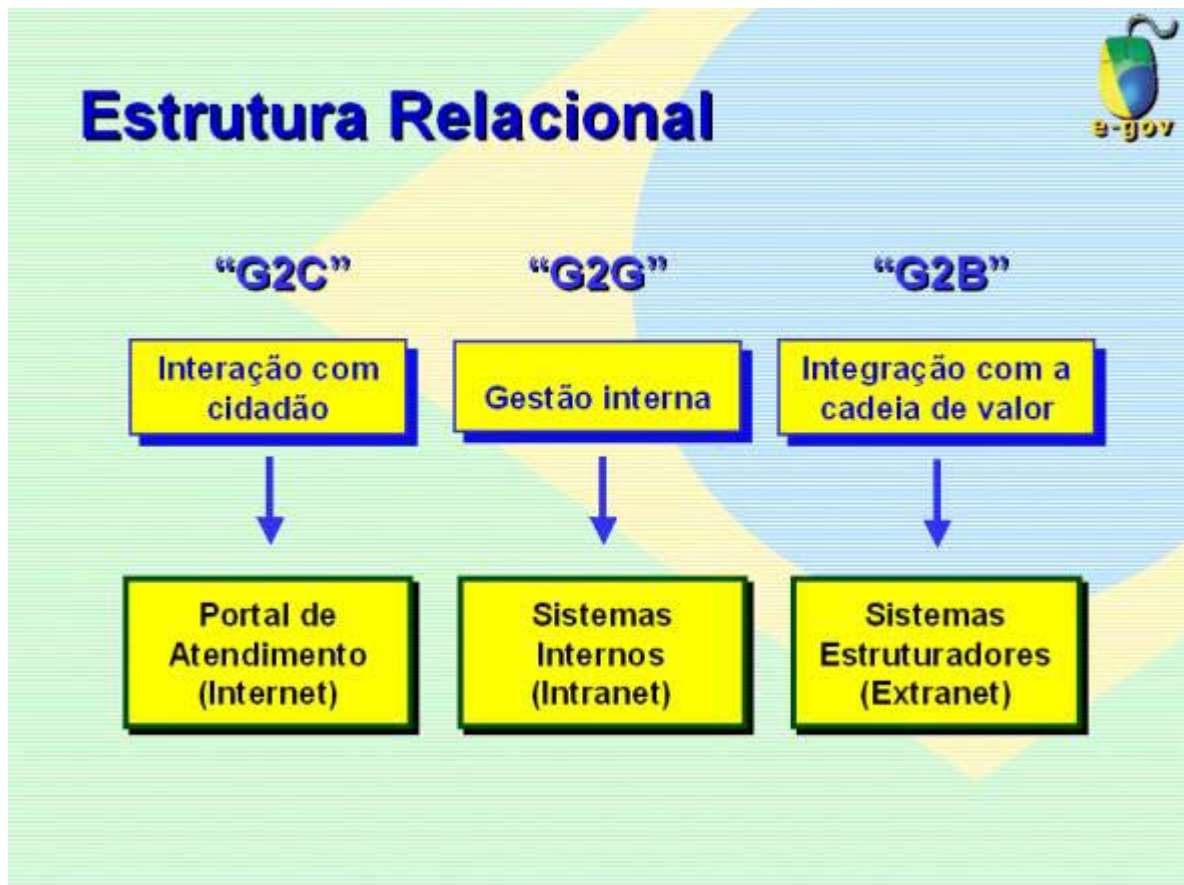 Estrutura Relacional
e-gov
“G2C”
“G2G”
“G2B”
Interação com
cidadão
Gestão interna
Integração com a
cadeia de valor
Portal de
Atendimento
(Internet)
Sistemas
Internos
(Intranet)
Sistemas
Estruturadores
(Extranet)